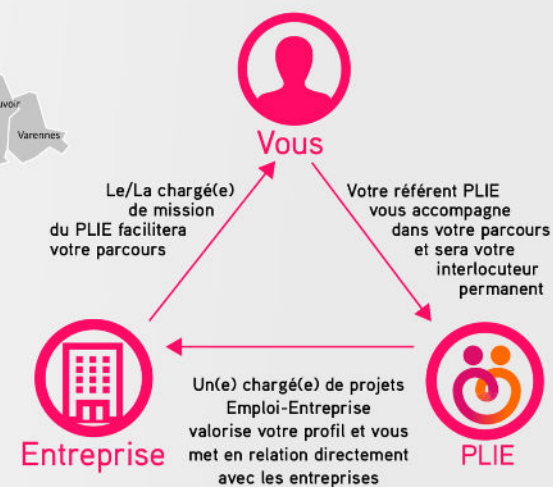 Varennes
Vous
Le/La chargé(e)
de mission
du PLIE facilitera
votre parcours
Votre référent PLIE
vous accompagne
dans votre parcours
et sera votre
interlocuteur
permanent
Un(e) chargé(e) de projets
Emploi-Entreprise
valorise votre profil et vous
met en relation directement
avec les entreprises
Entreprise
PLIE